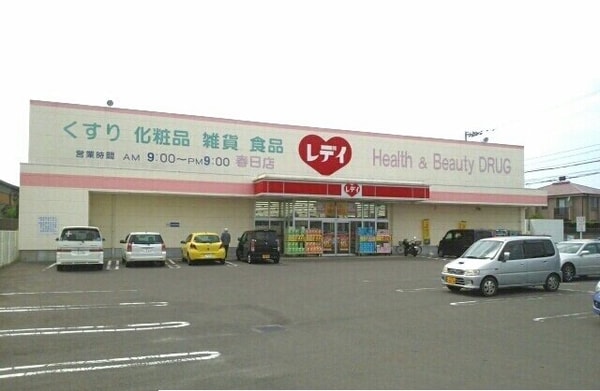 くすり 化粧品 雑貨 食品
営業時間 AM 9:00〜PM9:00 春日店
レデイ
Health & Beauty DRUG
レデイ